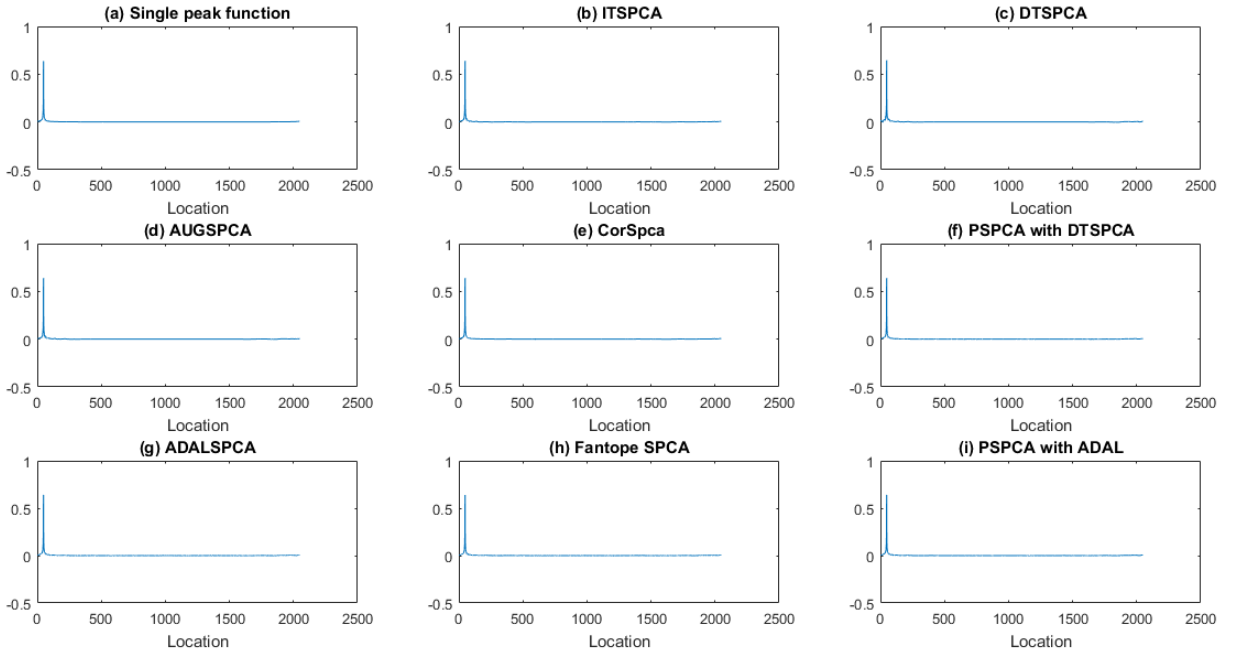 (a) Single peak function
1
0.5
0
-0.5
0 500 1000 1500 2000 2500
Location
(b) ITSPCA
1
0.5
0
-0.5
0 500 1000 1500 2000 2500
Location
(c) DTSPCA
1
0.5
0
-0.5
0 500 1000 1500 2000 2500
Location
(d) AUGSPCA
1
0.5
0
-0.5
0 500 1000 1500 2000 2500
Location
(e) CorSpca
1
0.5
0
-0.5
0 500 1000 1500 2000 2500
Location
(f) PSPCA with DTSPCA
1
0.5
0
-0.5
0 500 1000 1500 2000 2500
Location
(g) ADALSPCA
1
0.5
0
-0.5
0 500 1000 1500 2000 2500
Location
(h) Fantope SPCA
1
0.5
0
-0.5
0 500 1000 1500 2000 2500
Location
(i) PSPCA with ADAL
1
0.5
0
-0.5
0 500 1000 1500 2000 2500
Location